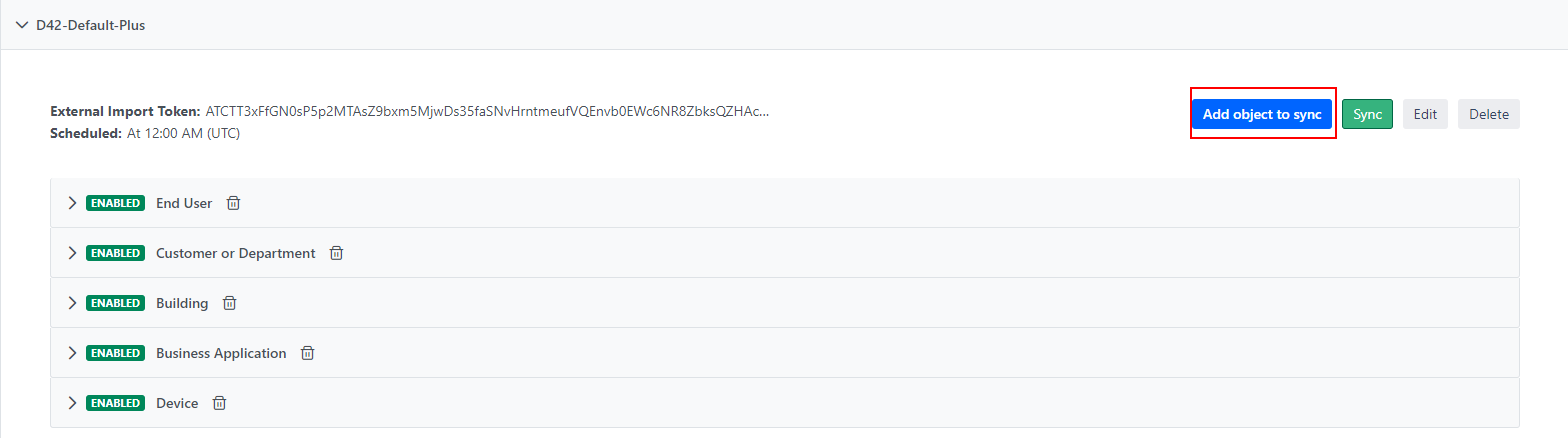 D42-Default-Plus
External Import Token: ATCTT3xFfGN0sP5p2MTAsZ9bxm5MjwDs35faSNvHrntmeufVQEnvb0EWc6NR8ZbksQZHAc...
Add object to sync Sync Edit Delete
Scheduled: At 12:00 AM (UTC)
ENABLED End User
ENABLED Customer or Department
ENABLED Building
ENABLED Business Application
ENABLED Device